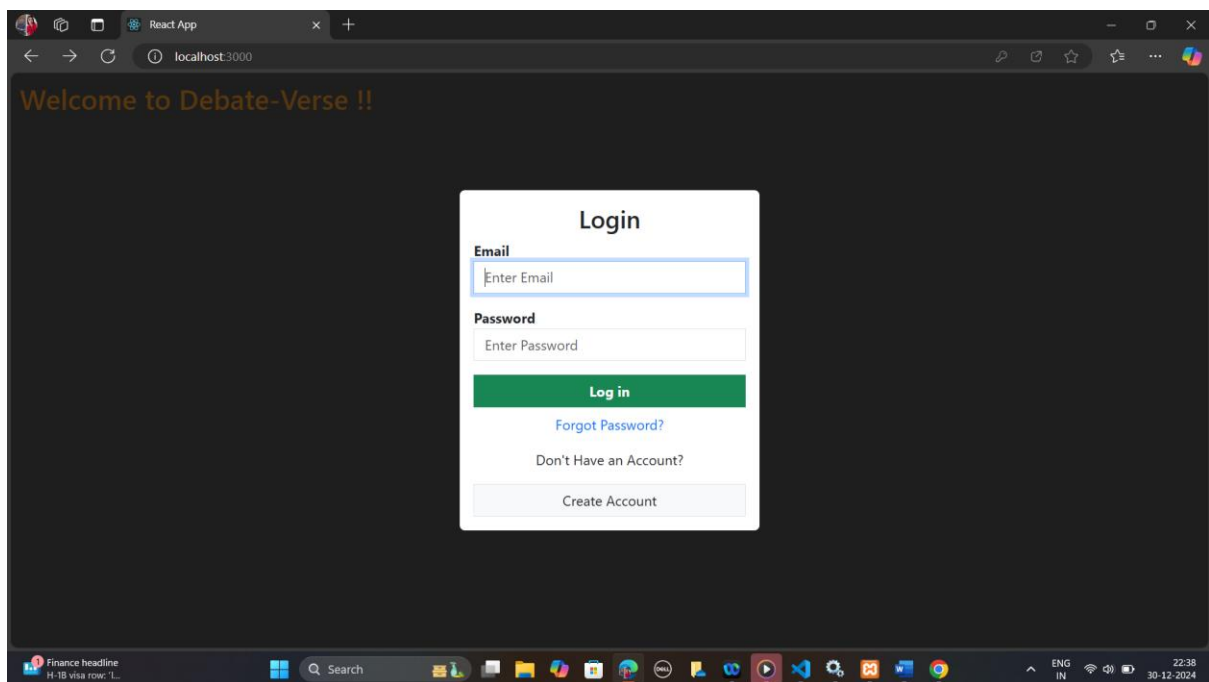 React App
localhost:3000
Welcome to Debate-Verse !!
Login
Email
Enter Email
Password
Enter Password
Log in
Forgot Password?
Don't Have an Account?
Create Account
1
Finance headline
H-1B visa row: 'I...
Search
DELL
W
ENG
IN
22:38
30-12-2024